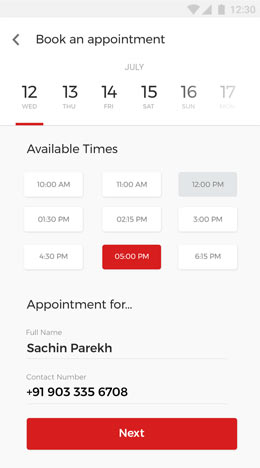 12:30
Book an appointment
JULY
12 13 14 15 16 17
WED THU FRI SAT SUN MON
Available Times
10:00 AM 11:00 AM 12:00 PM
01:30 PM 02:15 PM 3:00 PM
4:30 PM 05:00 PM 6:15 PM
Appointment for...
Full Name
Sachin Parekh
Contact Number
+91 903 335 6708
Next